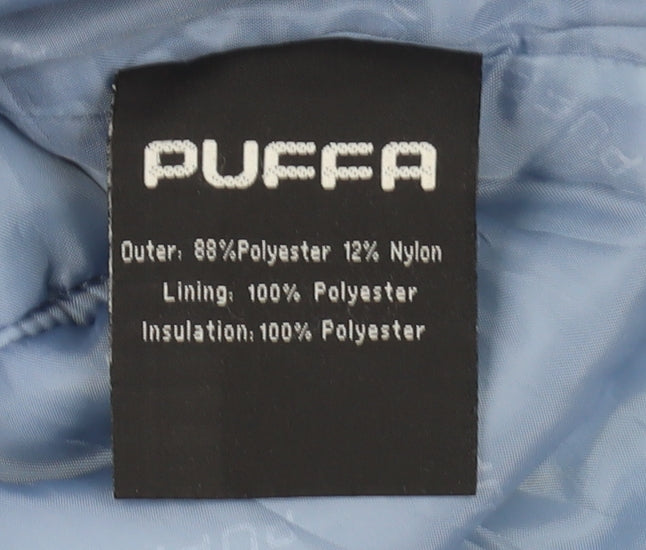 PUFFA
Outer: 88%Polyester 12% Nylon
Lining: 100% Polyester
Insulation: 100% Polyester